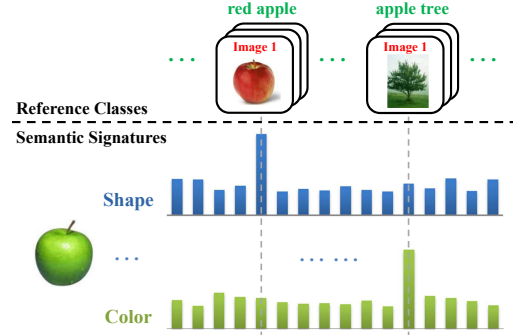 red apple
apple tree
Image 1
Image 1
Reference Classes
Semantic Signatures
Shape
Color